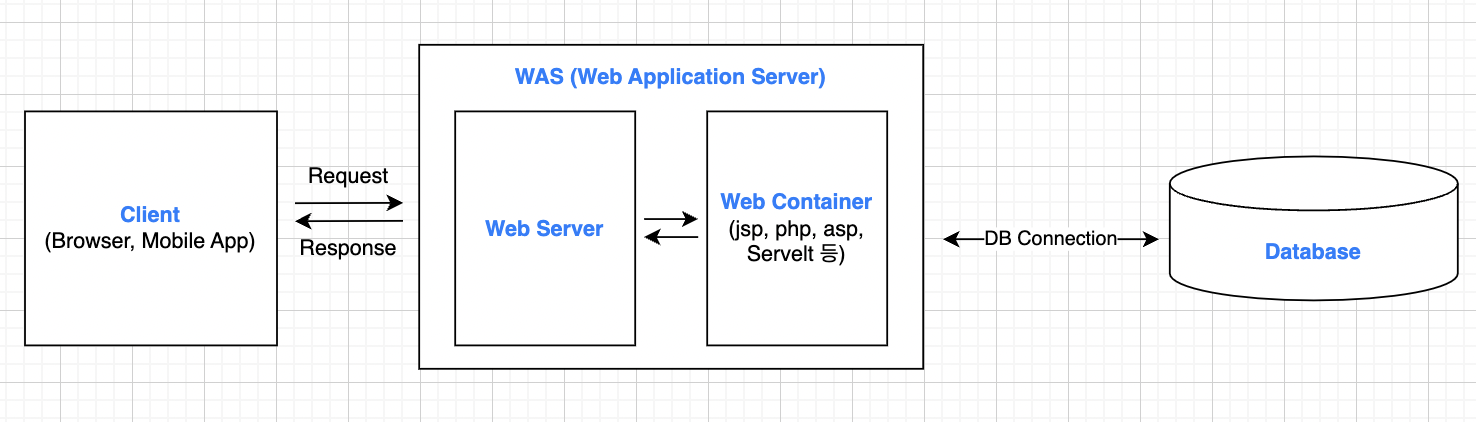 WAS (Web Application Server)
Client
(Browser, Mobile App)
Request
Response
Web Server
Web Container
(jsp, php, asp,
Servelt 등)
DB Connection
Database